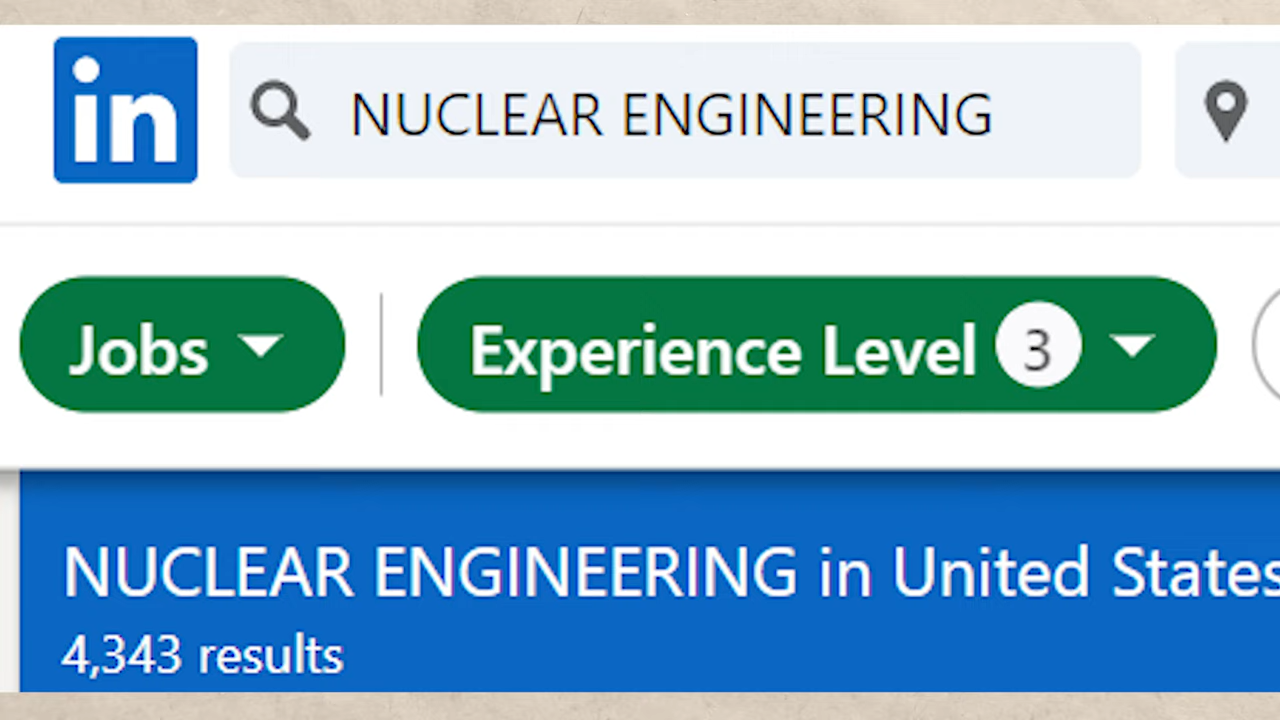 in NUCLEAR ENGINEERING
Jobs Experience Level 3
NUCLEAR ENGINEERING in United States
4,343 results